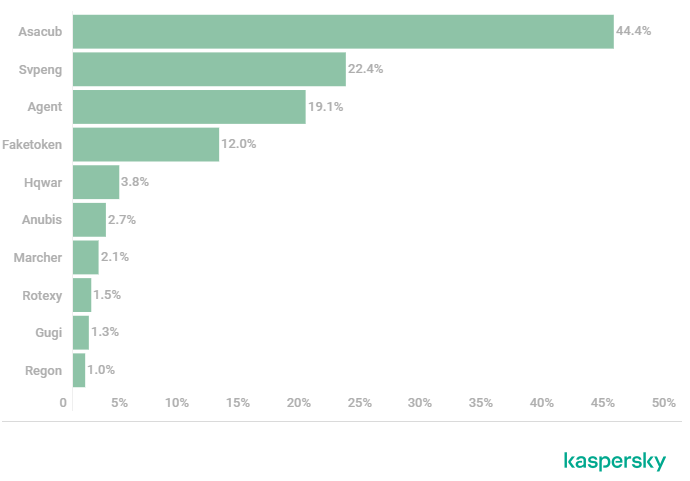 Asacub 44.4%
Svpeng 22.4%
Agent 19.1%
Faketoken 12.0%
Hqwar 3.8%
Anubis 2.7%
Marcher 2.1%
Rotexy 1.5%
Gugi 1.3%
Regon 1.0%
0 5% 10% 15% 20% 25% 30% 35% 40% 45% 50%
kaspersky